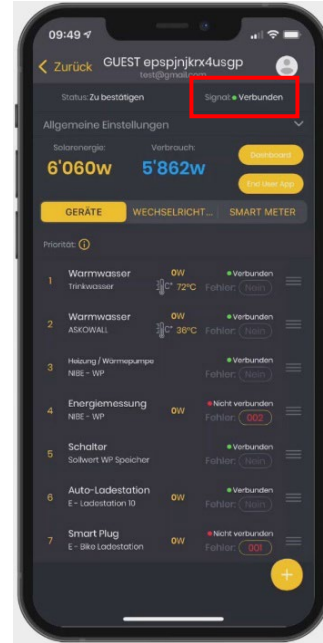 09:49
Zurück GUEST epspjnjkrx4usgp
test@gmail.com
Status: Zu bestätigen Signal: Verbunden
Allgemeine Einstellungen
Solarenergie: Verbrauch:
6'060w 5'862w
Dashboard
End User App
GERÄTE WECHSELRICHT... SMART METER
Priorität:
1 Warmwasser 0W Verbunden
Trinkwasser C° 72°C Fehler: Nein
2 Warmwasser 0W Verbunden
ASKOWALL C° 36°C Fehler: Nein
3 Heizung / Wärmepumpe Verbunden
NIBE - WP Fehler: Nein
4 Energiemessung 0W Nicht verbunden
NIBE - WP Fehler: 002
5 Schalter Verbunden
Sollwert WP Speicher Fehler: Nein
6 Auto-Ladestation 0W Verbunden
E - Ladestation 10 Fehler: Nein
7 Smart Plug 0W Nicht verbunden
E - Bike Ladestation Fehler: 001
+